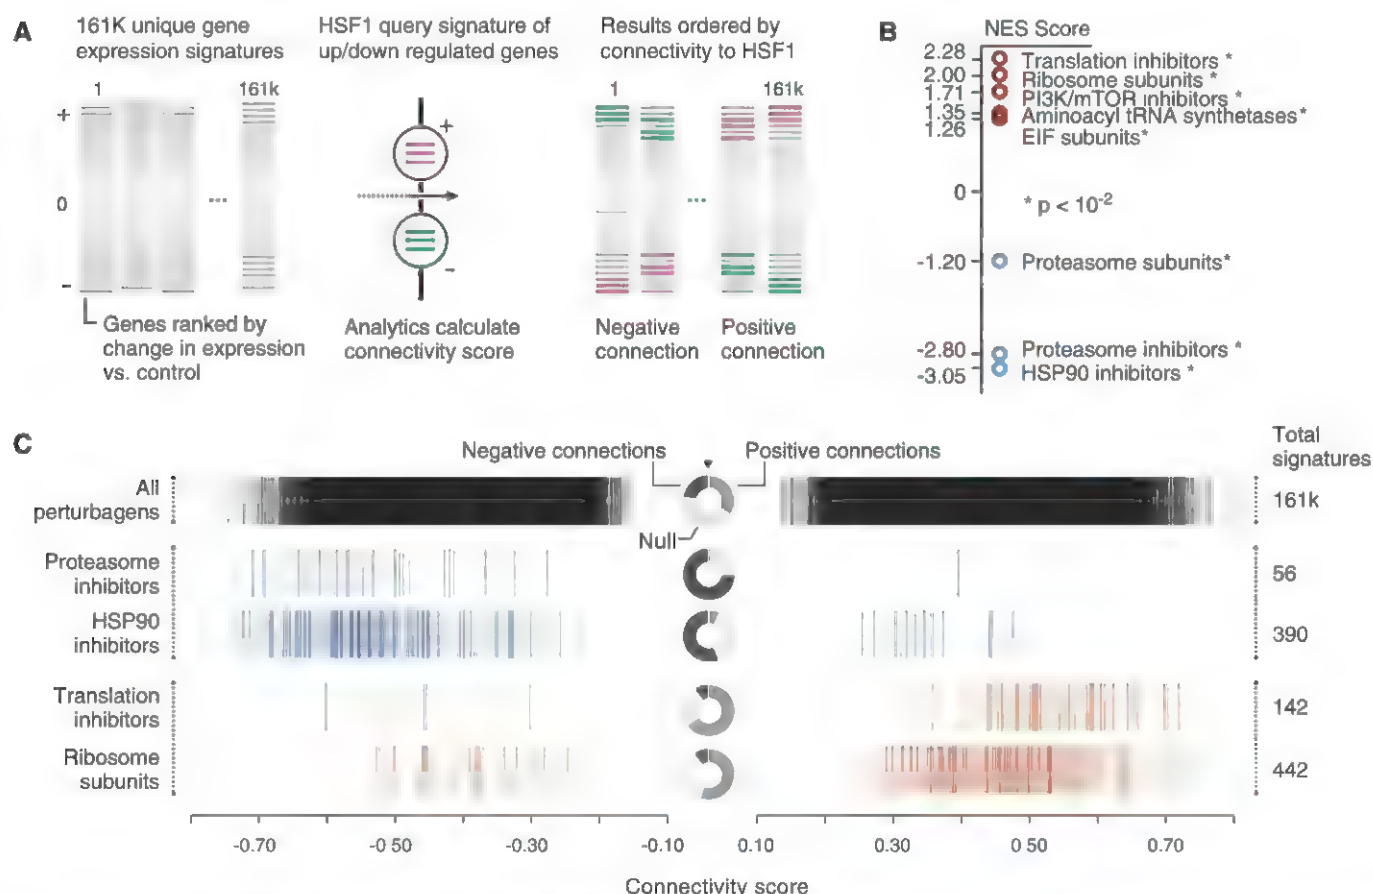 A
161K unique gene
expression signatures
1
161k
+
0
-
...
Genes ranked by
change in expression
vs. control
HSF1 query signature of
up/down regulated genes
+
-
Analytics calculate
connectivity score
Results ordered by
connectivity to HSF1
1
161k
...
Negative
connection
Positive
connection
B
NES Score
2.28
Translation inhibitors *
2.00
Ribosome subunits *
1.71
PI3K/mTOR inhibitors *
1.35
Aminoacyl tRNA synthetases*
1.26
EIF subunits*
0
* p < 10-2
-1.20
Proteasome subunits*
-2.80
Proteasome inhibitors *
-3.05
HSP90 inhibitors *
C
Negative connections
Positive connections
Null
Total
signatures
All
perturbagens
161k
Proteasome
inhibitors
56
HSP90
inhibitors
390
Translation
inhibitors
142
Ribosome
subunits
442
-0.70
-0 50
-0.30
-0.10
0.10
0.30
0 50
0.70
Connectivity score